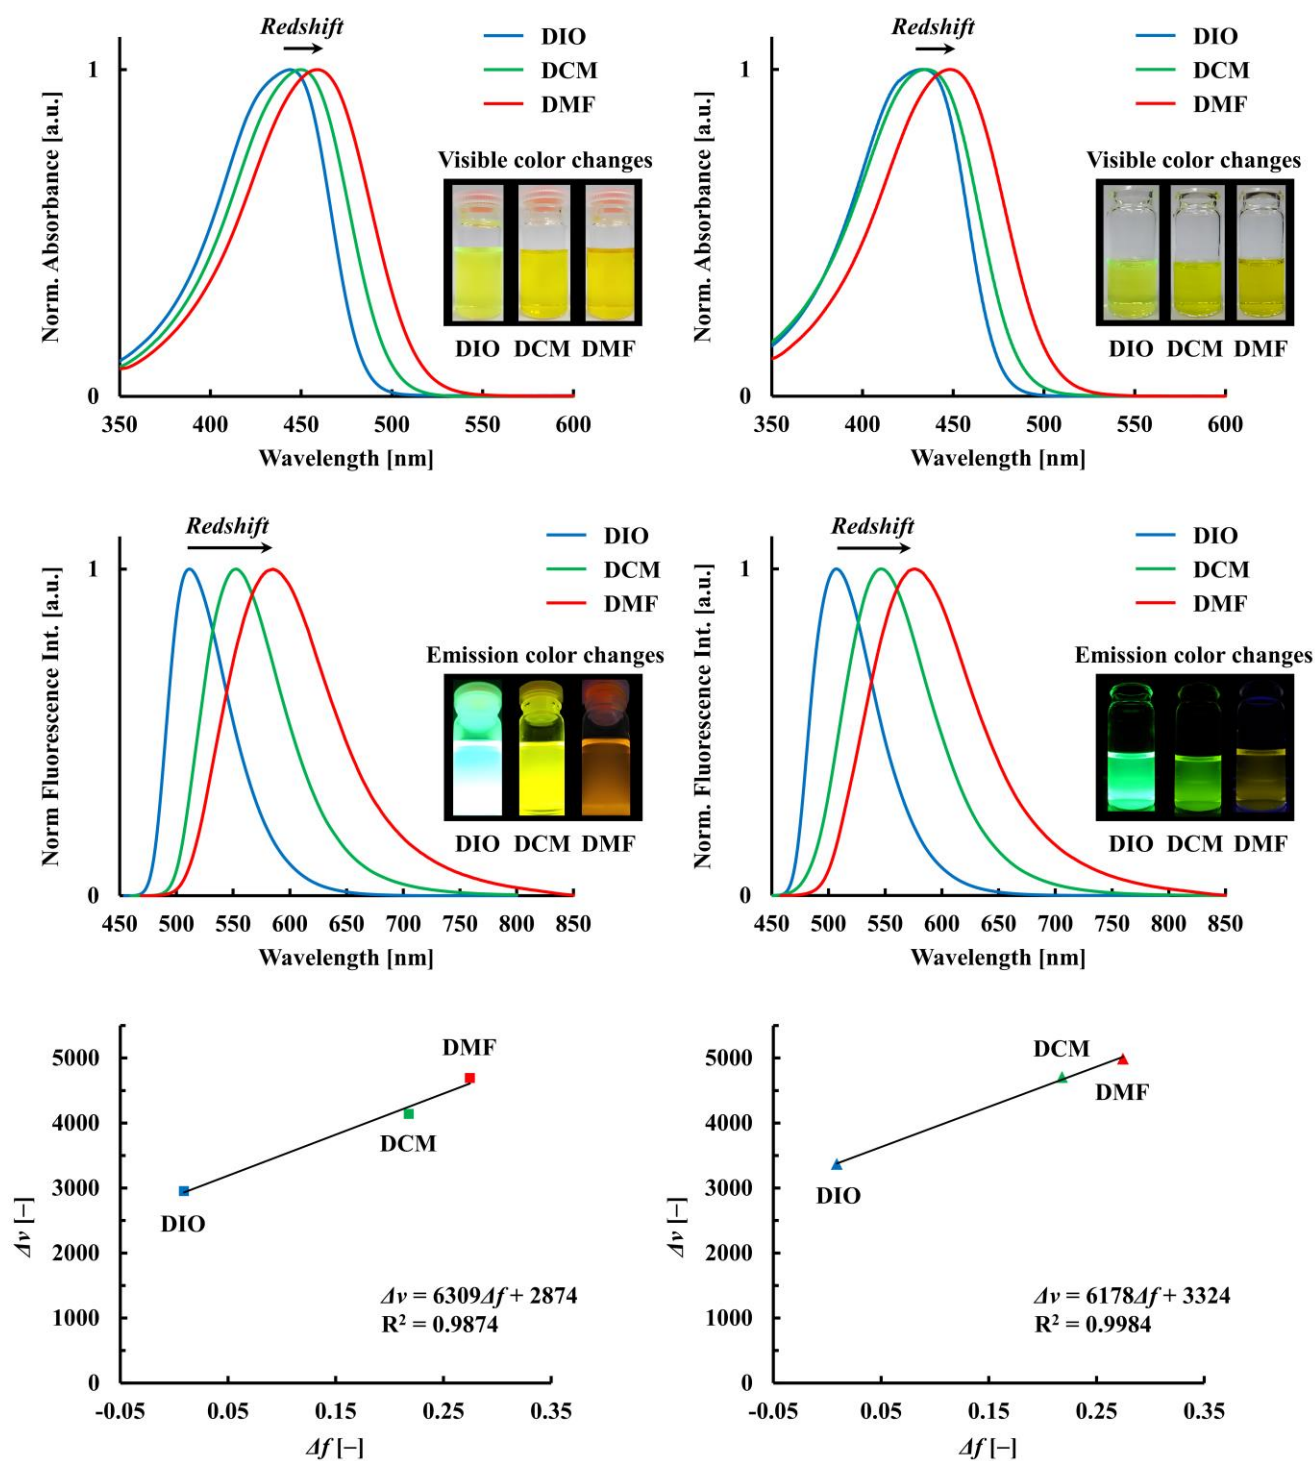 Redshift
DIO
DCM
DMF
Norm. Absorbance [a.u.]
1
0
Visible color changes
DIO DCM DMF
350 400 450 500 550 600
Wavelength [nm]
Redshift
DIO
DCM
DMF
Norm. Absorbance [a.u.]
1
0
Visible color changes
DIO DCM DMF
350 400 450 500 550 600
Wavelength [nm]
Redshift
DIO
DCM
DMF
Norm Fluorescence Int. [a.u.]
1
0
Emission color changes
DIO DCM DMF
450 500 550 600 650 700 750 800 850
Wavelength [nm]
Redshift
DIO
DCM
DMF
Norm. Fluorescence Int. [a.u.]
1
0
Emission color changes
DIO DCM DMF
450 500 550 600 650 700 750 800 850
Wavelength [nm]
Δν [–]
5000
4000
3000
2000
1000
0
DMF
DCM
DIO
Δν = 6309Δf + 2874
R² = 0.9874
-0.05 0.05 0.15 0.25 0.35
Δf [–]
Δν [–]
5000
4000
3000
2000
1000
0
DCM
DMF
DIO
Δν = 6178Δf + 3324
R² = 0.9984
-0.05 0.05 0.15 0.25 0.35
Δf [–]